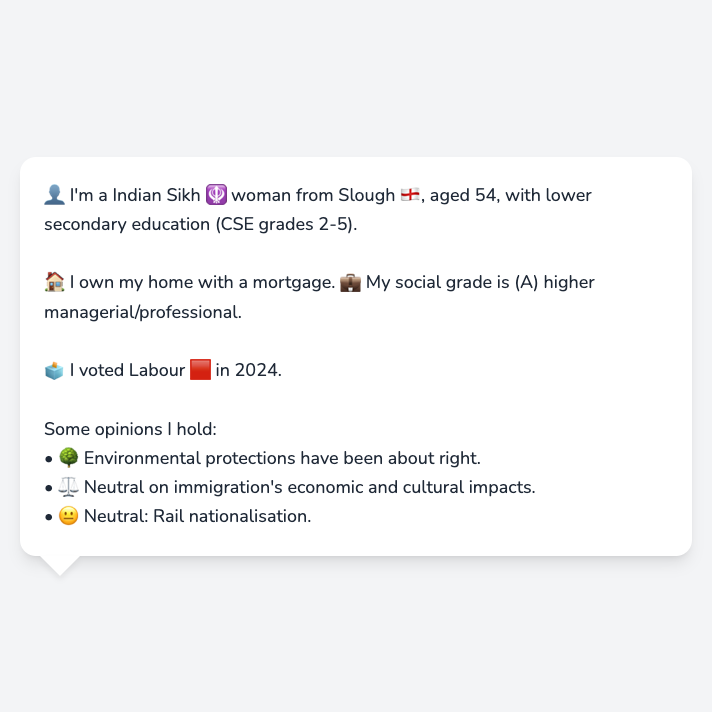 👤 I'm a Indian Sikh 🪯 woman from Slough 🏴󠁧󠁢󠁥󠁮󠁧󠁿, aged 54, with lower
secondary education (CSE grades 2-5).
🏠 I own my home with a mortgage. 💼 My social grade is (A) higher
managerial/professional.
🗳️ I voted Labour 🟥 in 2024.
Some opinions I hold:
• 🌳 Environmental protections have been about right.
• ⚖️ Neutral on immigration's economic and cultural impacts.
• 😐 Neutral: Rail nationalisation.